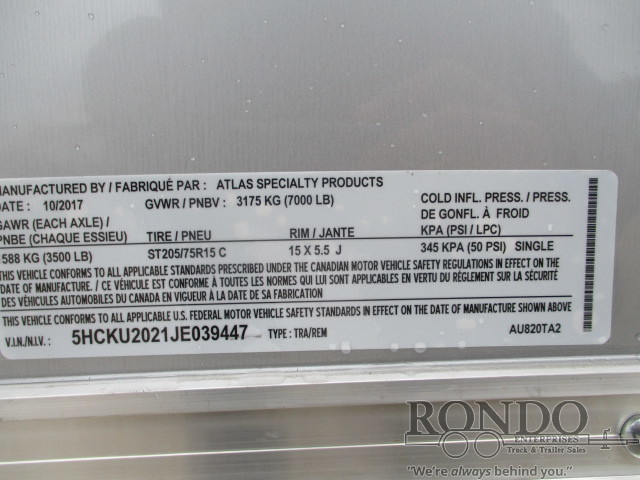 MANUFACTURED BY / FABRIQUÉ PAR : ATLAS SPECIALTY PRODUCTS
DATE : 10/2017 GVWR / PNBV : 3175 KG (7000 LB)
GAWR (EACH AXLE) /
PNBE (CHAQUE ESSIEU) TIRE / PNEU RIM / JANTE
COLD INFL. PRESS. / PRESS.
DE GONFL. À FROID
KPA (PSI / LPC)
1588 KG (3500 LB) ST205/75R15 C 15 X 5.5 J 345 KPA (50 PSI) SINGLE
THIS VEHICLE CONFORMS TO ALL APPLICABLE STANDARDS PRESCRIBED UNDER THE CANADIAN MOTOR VEHICLE SAFETY REGULATIONS IN EFFECT ON THE
DATE OF MANUFACTURE. / CE VÉHICULE EST CONFORME À TOUTES LES NORMES QUI LUI SONT APPLICABLES EN VERTU DU RÈGLEMENT SUR LA SÉCURITÉ
DES VÉHICULES AUTOMOBILES DU CANADA EN VIGUEUR À LA DATE DE SA FABRICATION.
THIS VEHICLE CONFORMS TO ALL APPLICABLE U.S. FEDERAL MOTOR VEHICLE SAFETY STANDARDS IN EFFECT ON THE DATE OF MANUFACTURE SHOWN ABOVE.
V.I.N./N.I.V.: 5HCKU2021JE039447 TYPE : TRA/REM AU820TA2
RONDO
ENTERPRISES
Truck & Trailer Sales
"We're always behind you."